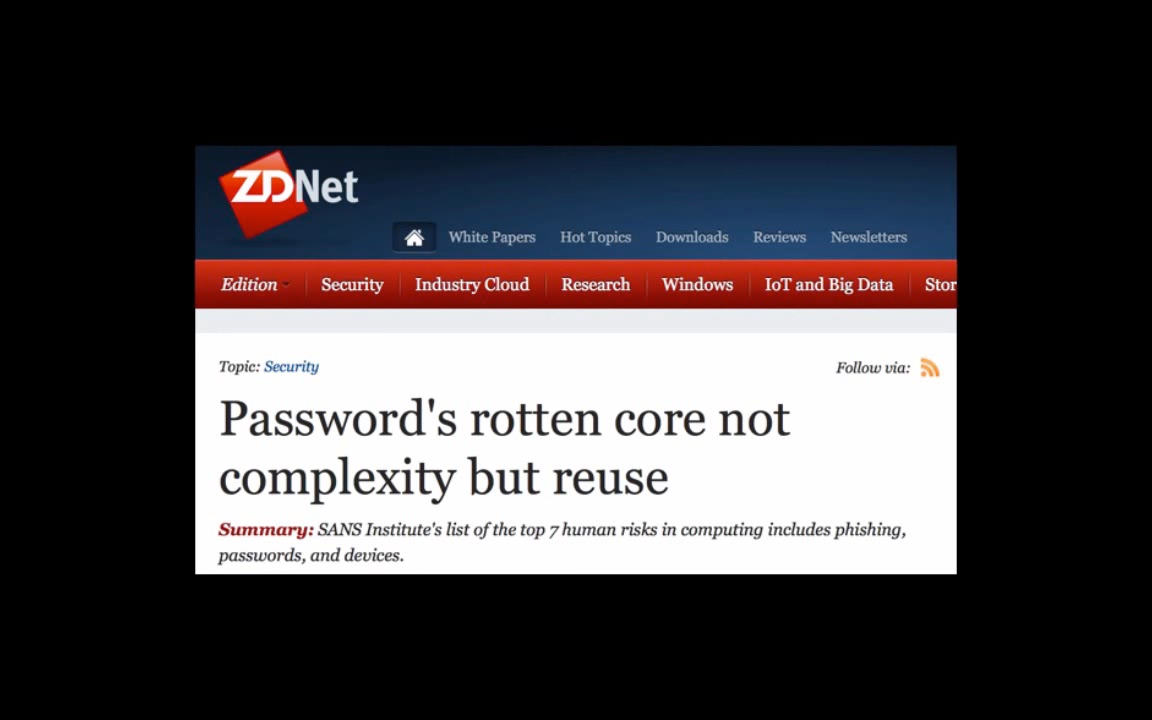 ZDNet
White Papers Hot Topics Downloads Reviews Newsletters
Edition Security Industry Cloud Research Windows IoT and Big Data Stor
Topic: Security Follow via:
Password's rotten core not
complexity but reuse
Summary: SANS Institute's list of the top 7 human risks in computing includes phishing,
passwords, and devices.